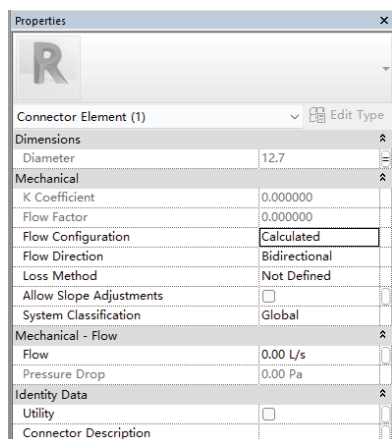 Properties ×
R
Connector Element (1) Edit Type
Dimensions
Diameter 12.7 =
Mechanical
K Coefficient 0.000000
Flow Factor 0.000000
Flow Configuration Calculated
Flow Direction Bidirectional
Loss Method Not Defined
Allow Slope Adjustments
System Classification Global
Mechanical - Flow
Flow 0.00 L/s
Pressure Drop 0.00 Pa
Identity Data
Utility
Connector Description